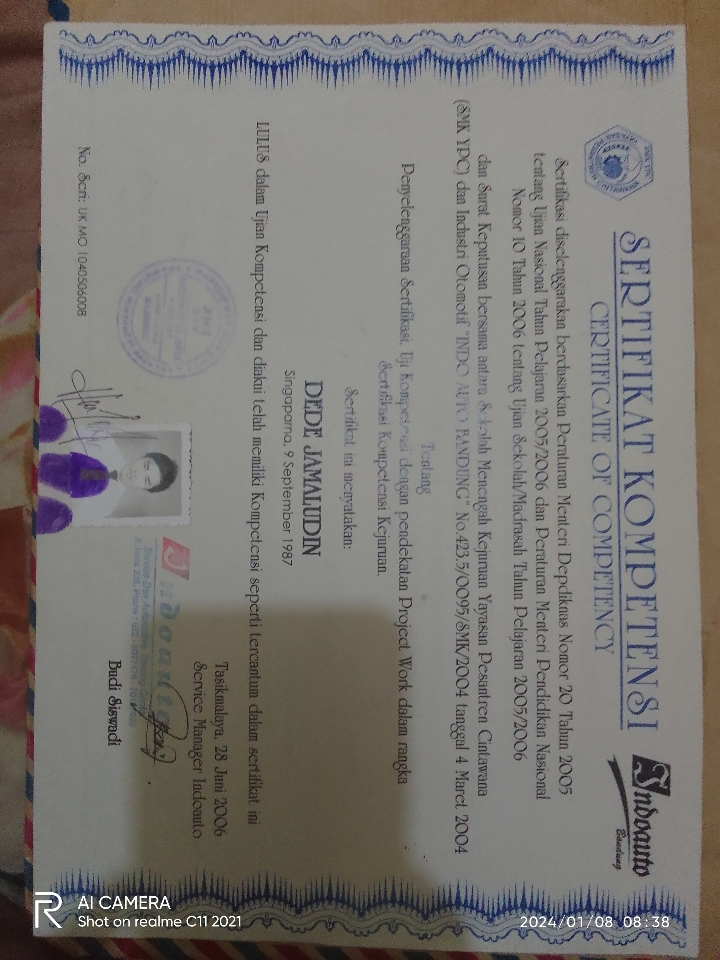 SERTIFIKAT KOMPETENSI
CERTIFICATE OF COMPETENCY
Indoauto
Bandung
Sertifikasi diselenggarakan berdasarkan Peraturan Menteri Depdiknas Nomor 20 Tahun 2005
tentang Ujian Nasional Tahun Pelajaran 2005/2006 dan Peraturan Menteri Pendidikan Nasional
Nomor 10 Tahun 2006 tentang Ujian Sekolah/Madrasah Tahun Pelajaran 2005/2006
dan Surat Keputusan bersama antara Sekolah Menengah Kejuruan Yayasan Pesantren Cintawana
(SMK YPC) dan Industri Otomotif "INDO AUTO BANDUNG" No.423.5/0095/SMK/2004 tanggal 4 Maret 2004
Tentang
Penyelenggaraan Sertifikasi, Uji Kompetensi dengan pendekatan Project Work dalam rangka
Sertifikasi Kompetensi Kejuruan.
Sertifikat ini menyatakan:
DEDE JAMALUDIN
Singaparna, 9 September 1987
LULUS dalam Ujian Kompetensi dan diakui telah memiliki Kompetensi seperti tercantum dalam sertifikat ini
Tasikmalaya, 28 Juni 2006
Service Manager Indoauto
Indoauto
Budi Siswadi
No. Seri: UK MO 1040506008
AI CAMERA
Shot on realme C11 2021
2024/01/08 08:38